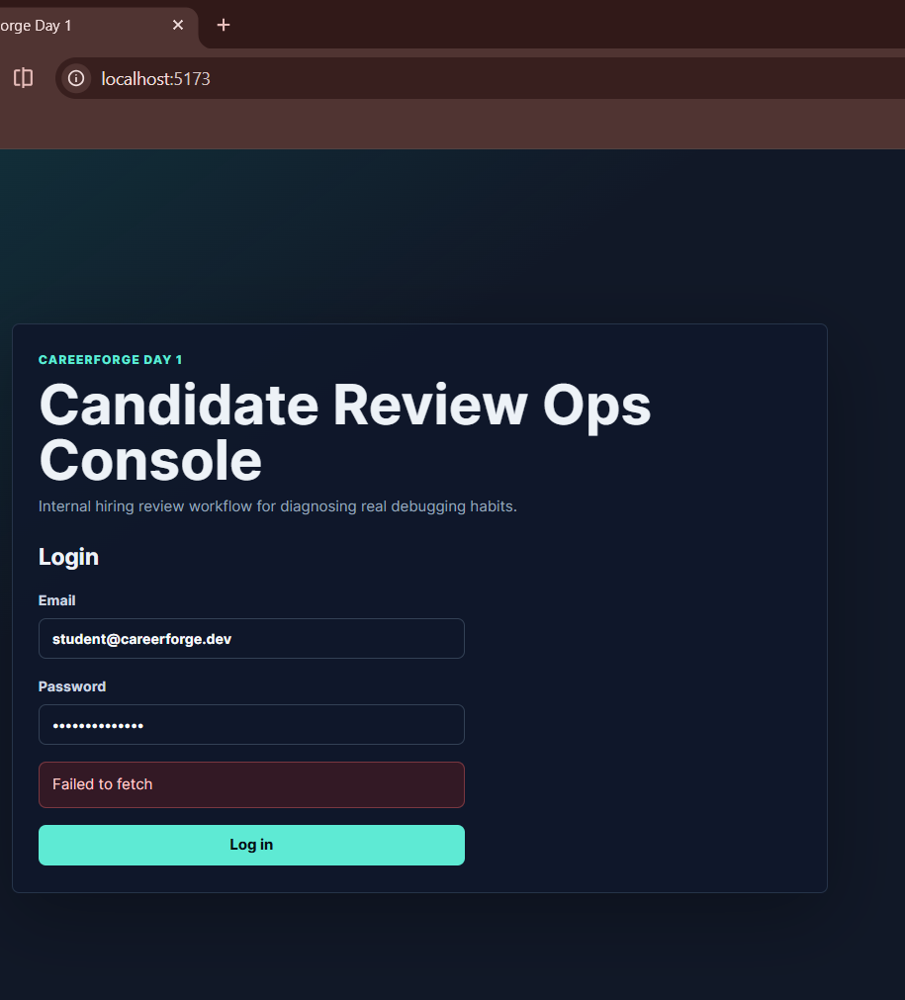 orge Day 1
localhost:5173
CAREERFORGE DAY 1
Candidate Review Ops
Console
Internal hiring review workflow for diagnosing real debugging habits.
Login
Email
student@careerforge.dev
Password
••••••••••••••
Failed to fetch
Log in